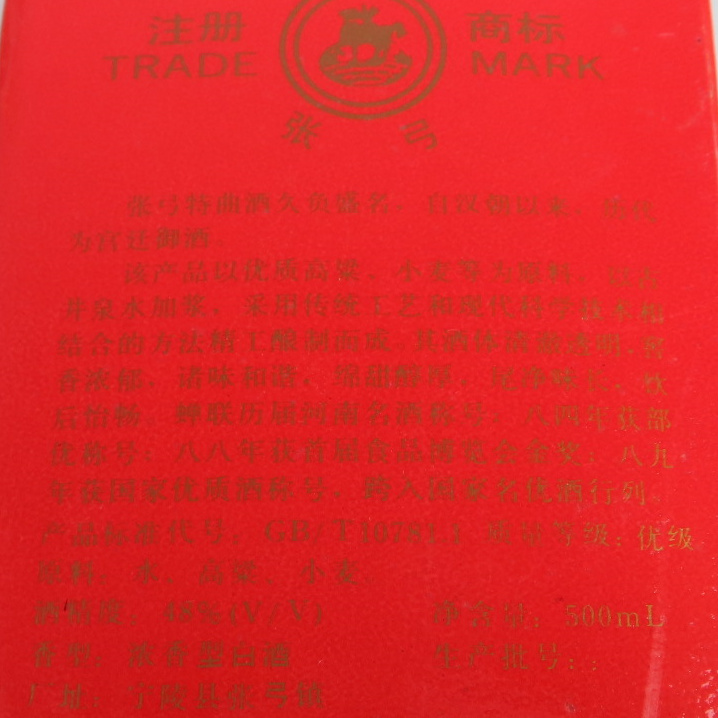 注册 商标
TRADE MARK
张 弓
张弓特曲酒久负盛名，自汉朝以来，历代
为宫廷御酒。
该产品以优质高粱、小麦等为原料，以古
井泉水加浆，采用传统工艺和现代科学技术相
结合的方法精工酿制而成。其酒体清澈透明，窖
香浓郁，诸味和谐，绵甜醇厚，尾净味长，饮
后怡畅。蝉联历届河南名酒称号，八四年获部
优称号；八八年获首届食品博览会金奖；八九
年获国家优质酒称号，跨入国家名优酒行列。
产品标准代号：GB/T10781.1 质量等级：优级
原料：水、高粱、小麦。
酒精度：48%(V/V) 净含量：500mL
香型：浓香型白酒 生产批号：：
厂址：宁陵县张弓镇